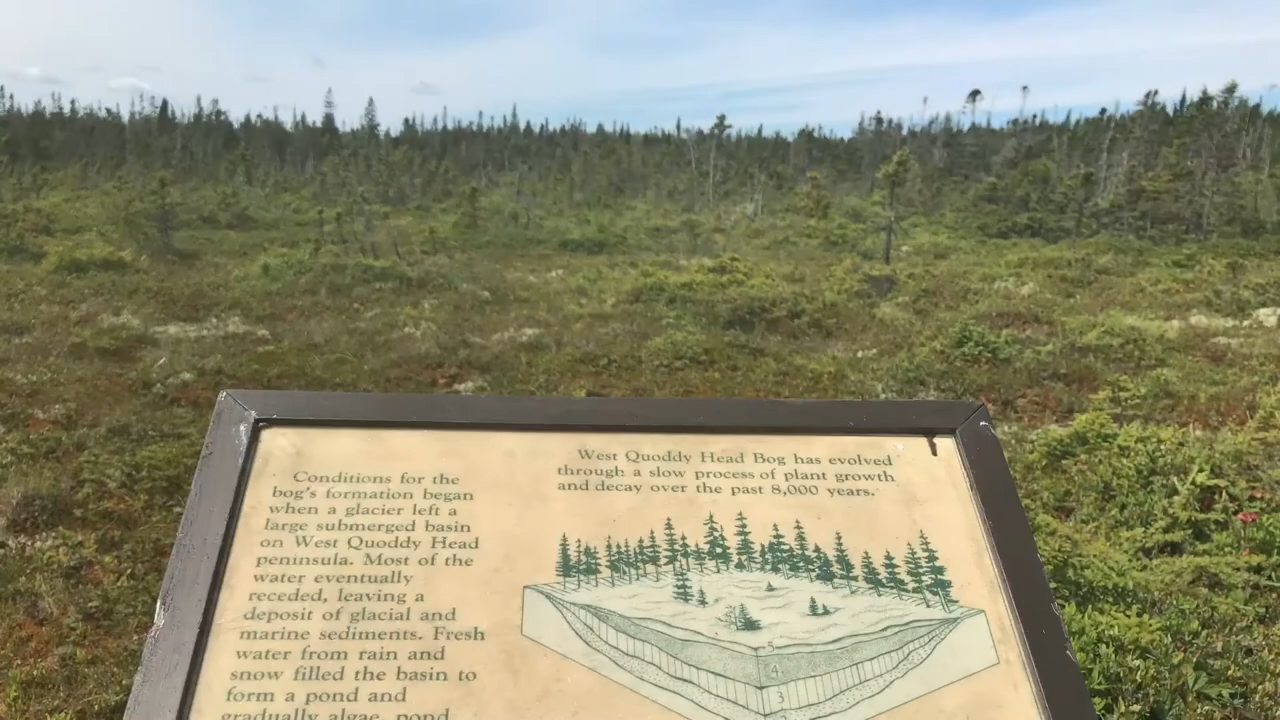 Conditions for the
bog's formation began
when a glacier left a
large submerged basin
on West Quoddy Head
peninsula. Most of the
water eventually
receded, leaving a
deposit of glacial and
marine sediments. Fresh
water from rain and
snow filled the basin to
form a pond and
gradually algae, pond
West Quoddy Head Bog has evolved
through a slow process of plant growth
and decay over the past 8,000 years.
5
4
3